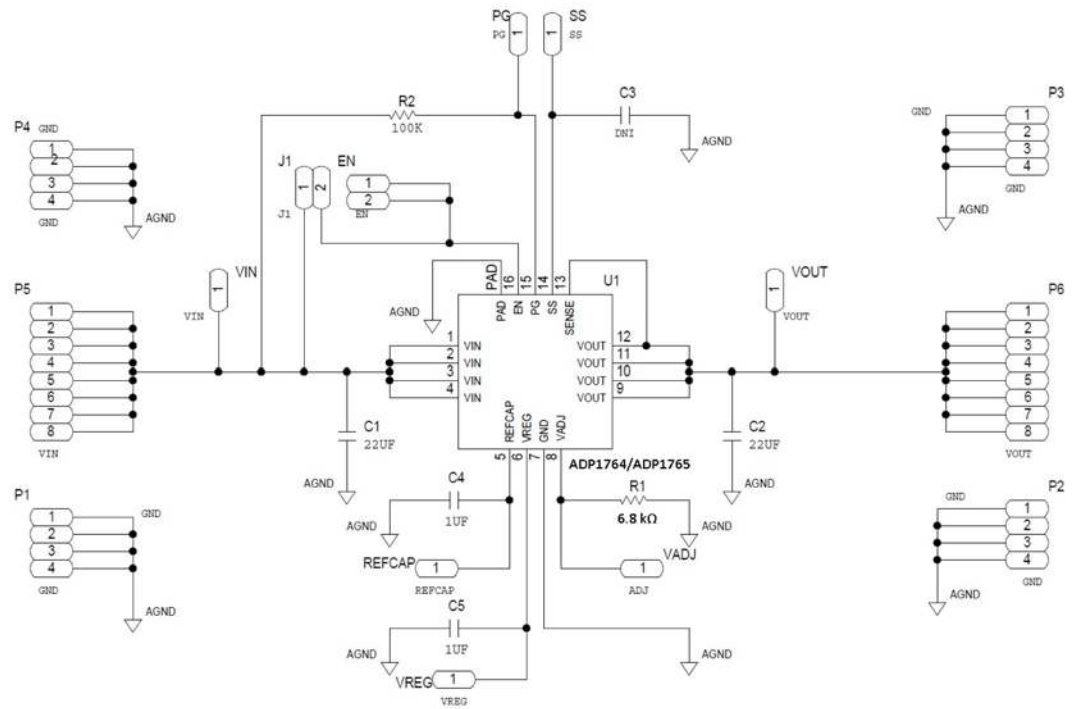 PG
PG
1
SS
1
SS
R2
100K
C3
DNI
AGND
P4
GND
1
2
3
4
GND
AGND
J1
1
2
J1
EN
1
2
EN
P3
GND
1
2
3
4
GND
AGND
P5
1
2
3
4
5
6
7
8
VIN
VIN
1
VIN
AGND
PAD
16
15
14
13
U1
PAD
EN
PG
SS
SENSE
1
VIN
2
VIN
3
VIN
4
VIN
VOUT
12
VOUT
11
VOUT
10
VOUT
9
REFCAP
VREG
GND
VADJ
5
6
7
8
ADP1764/ADP1765
VOUT
1
VOUT
P6
1
2
3
4
5
6
7
8
VOUT
C1
22UF
AGND
C2
22UF
AGND
C4
1UF
AGND
R1
6.8 kΩ
AGND
REFCAP
1
REFCAP
VADJ
1
ADJ
P1
1
2
3
4
GND
GND
AGND
P2
GND
1
2
3
4
GND
AGND
C5
1UF
AGND
AGND
VREG
1
VREG